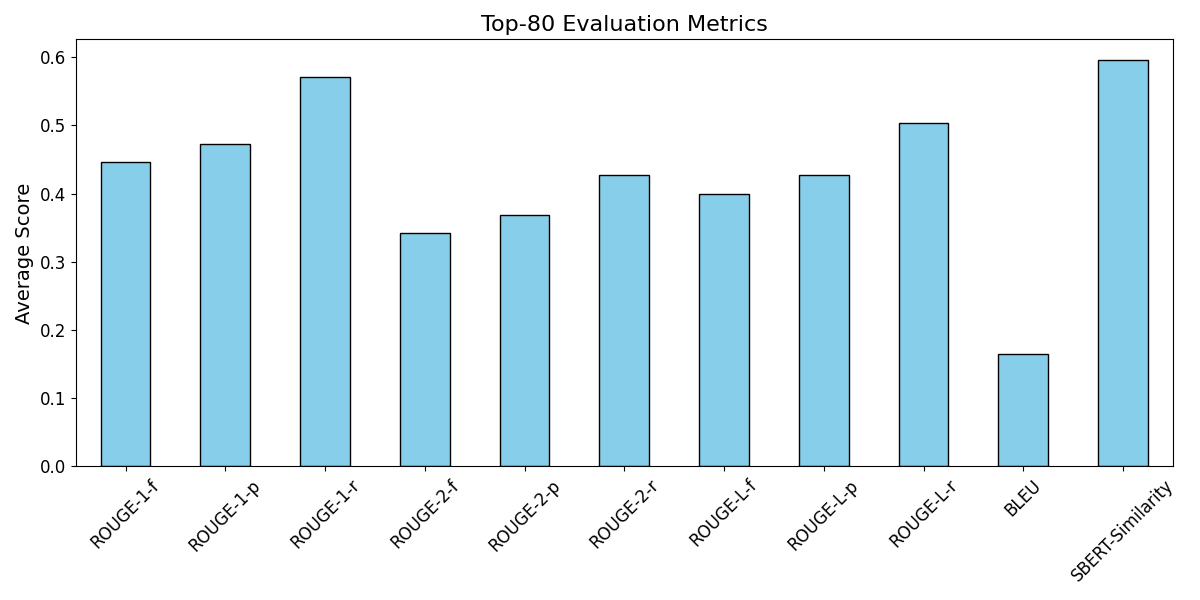 Top-80 Evaluation Metrics
Average Score
0.6
0.5
0.4
0.3
0.2
0.1
0.0
ROUGE-1-f
ROUGE-1-p
ROUGE-1-r
ROUGE-2-f
ROUGE-2-p
ROUGE-2-r
ROUGE-L-f
ROUGE-L-p
ROUGE-L-r
BLEU
SBERT-Similarity